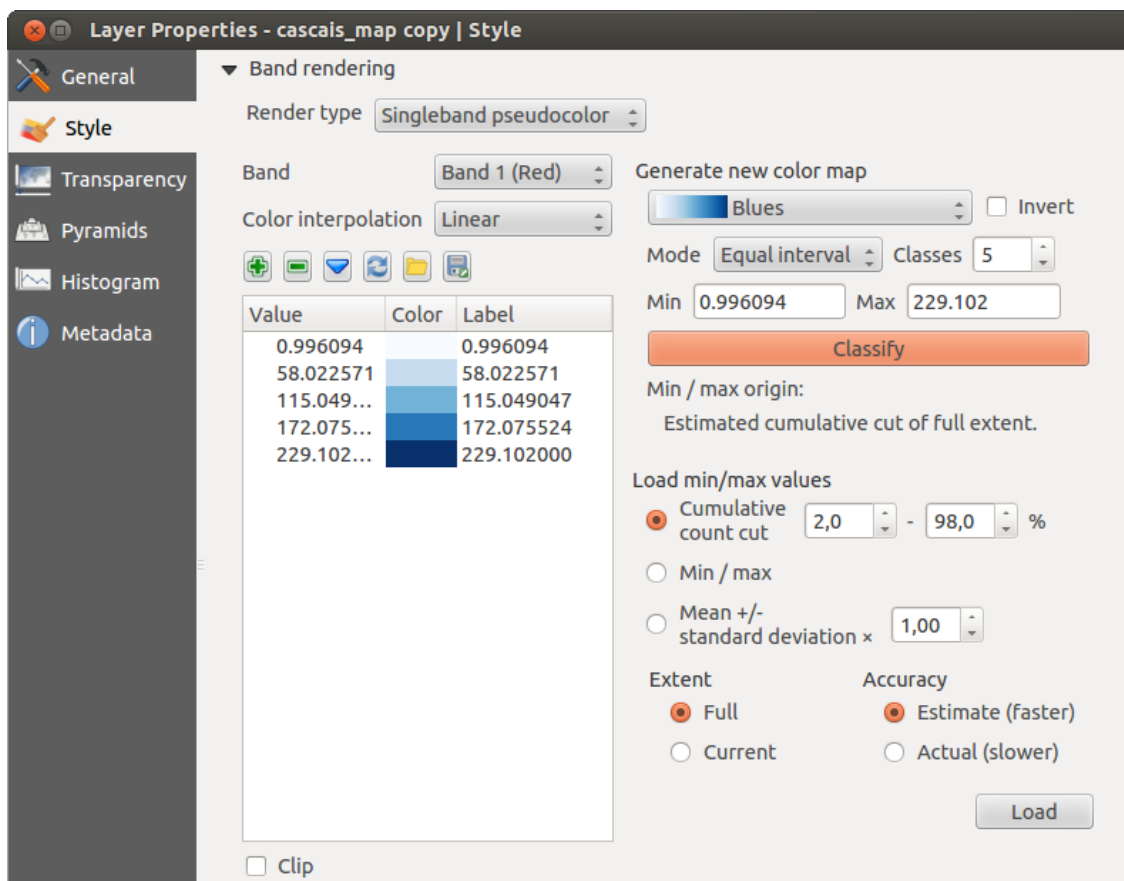 Layer Properties - cascais_map copy | Style
General
Style
Transparency
Pyramids
Histogram
Metadata
Band rendering
Render type Singleband pseudocolor
Band Band 1 (Red)
Color interpolation Linear
Value Color Label
0.996094 0.996094
58.022571 58.022571
115.049... 115.049047
172.075... 172.075524
229.102... 229.102000
Clip
Generate new color map
Blues Invert
Mode Equal interval Classes 5
Min 0.996094 Max 229.102
Classify
Min / max origin:
Estimated cumulative cut of full extent.
Load min/max values
Cumulative
count cut 2,0 - 98,0 %
Min / max
Mean +/-
standard deviation × 1,00
Extent Accuracy
Full Estimate (faster)
Current Actual (slower)
Load